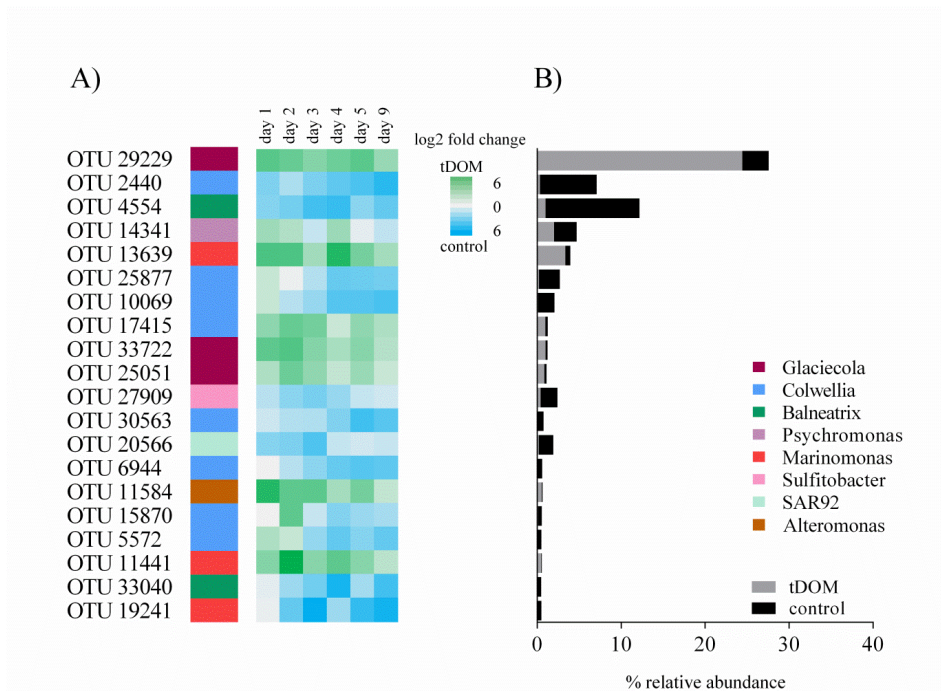 A)
B)
day 1
day 2
day 3
day 4
day 5
day 9
log2 fold change
tDOM
6
0
6
control
OTU 29229
OTU 2440
OTU 4554
OTU 14341
OTU 13639
OTU 25877
OTU 10069
OTU 17415
OTU 33722
OTU 25051
OTU 27909
OTU 30563
OTU 20566
OTU 6944
OTU 11584
OTU 15870
OTU 5572
OTU 11441
OTU 33040
OTU 19241
Glaciecola
Colwellia
Balneatrix
Psychromonas
Marinomonas
Sulfitobacter
SAR92
Alteromonas
tDOM
control
0 10 20 30 40
% relative abundance